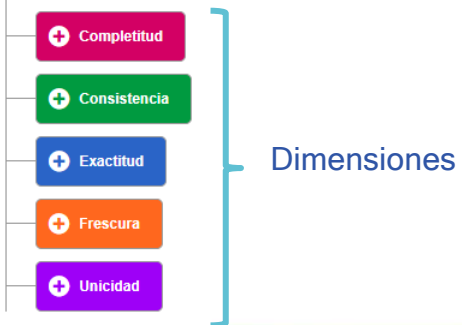 Completitud
Consistencia
Exactitud
Dimensiones
Frescura
Unicidad